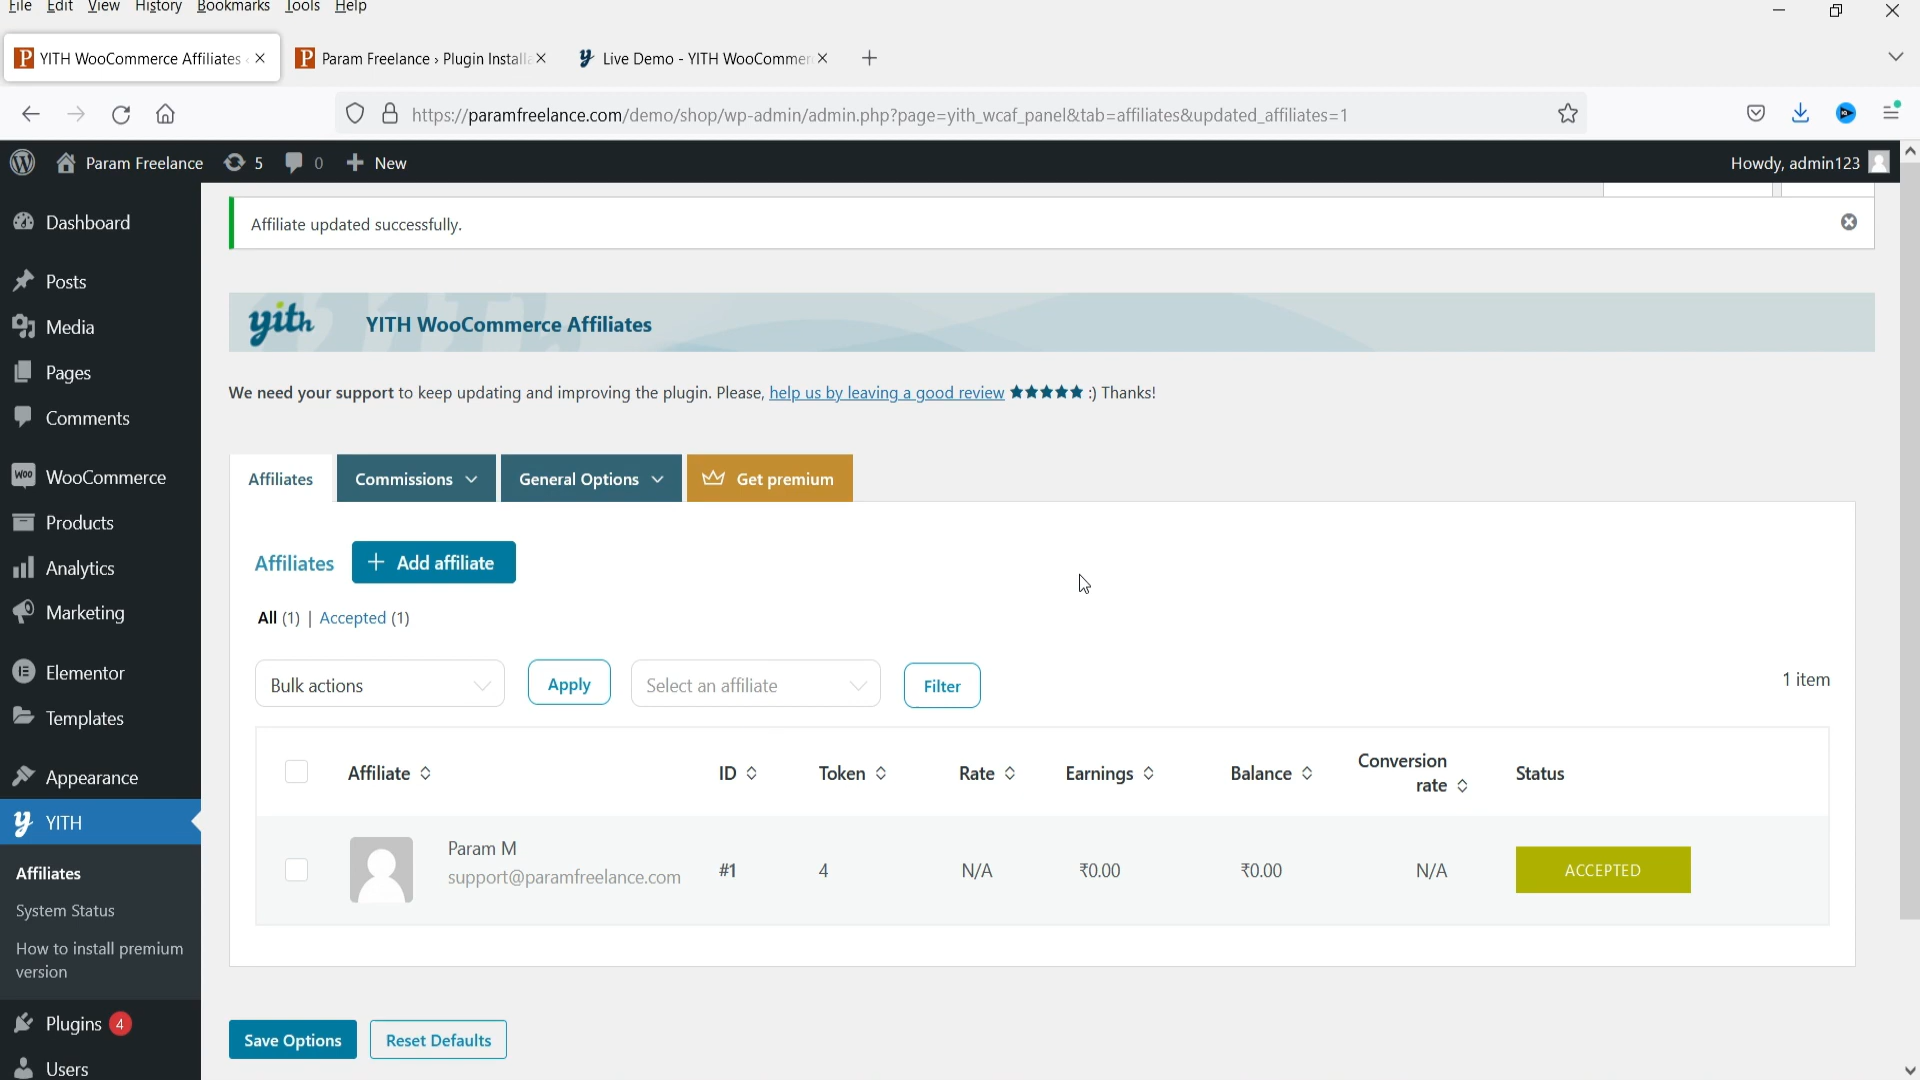 File Edit View History Bookmarks Tools Help
YITH WooCommerce Affiliates
Param Freelance › Plugin Install
Live Demo - YITH WooCommer
https://paramfreelance.com/demo/shop/wp-admin/admin.php?page=yith_wcaf_panel&tab=affiliates&updated_affiliates=1
Param Freelance 5 0 + New
Howdy, admin123
Dashboard
Posts
Media
Pages
Comments
WooCommerce
Products
Analytics
Marketing
Elementor
Templates
Appearance
YITH
Affiliates
System Status
How to install premium
version
Plugins 4
Users
Affiliate updated successfully.
yith YITH WooCommerce Affiliates
We need your support to keep updating and improving the plugin. Please, help us by leaving a good review ★★★★★ :) Thanks!
Affiliates Commissions General Options Get premium
Affiliates + Add affiliate
All (1) | Accepted (1)
Bulk actions Apply Select an affiliate Filter 1 item
Affiliate ID Token Rate Earnings Balance Conversion rate Status
Param M
support@paramfreelance.com #1 4 N/A ₹0.00 ₹0.00 N/A ACCEPTED
Save Options Reset Defaults